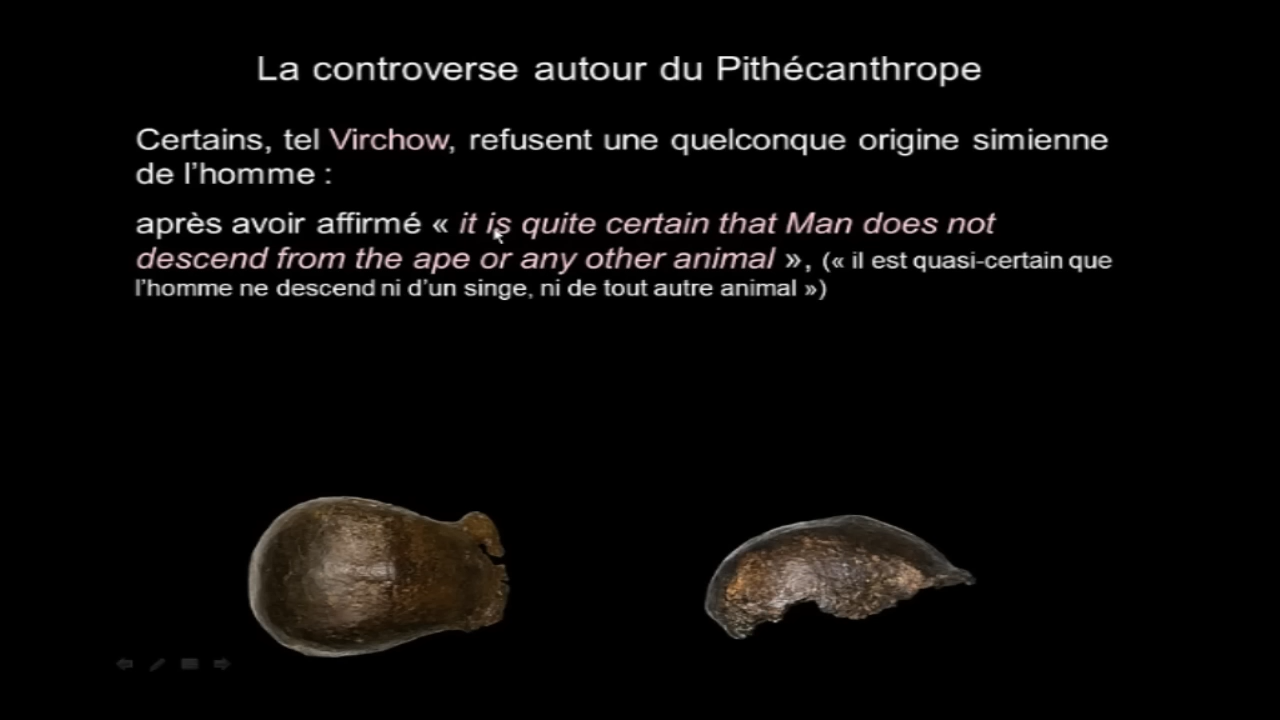 La controverse autour du Pithécanthrope
Certains, tel Virchow, refusent une quelconque origine simienne
de l'homme :
après avoir affirmé « it is quite certain that Man does not
descend from the ape or any other animal », (« il est quasi-certain que
l'homme ne descend ni d'un singe, ni de tout autre animal »)